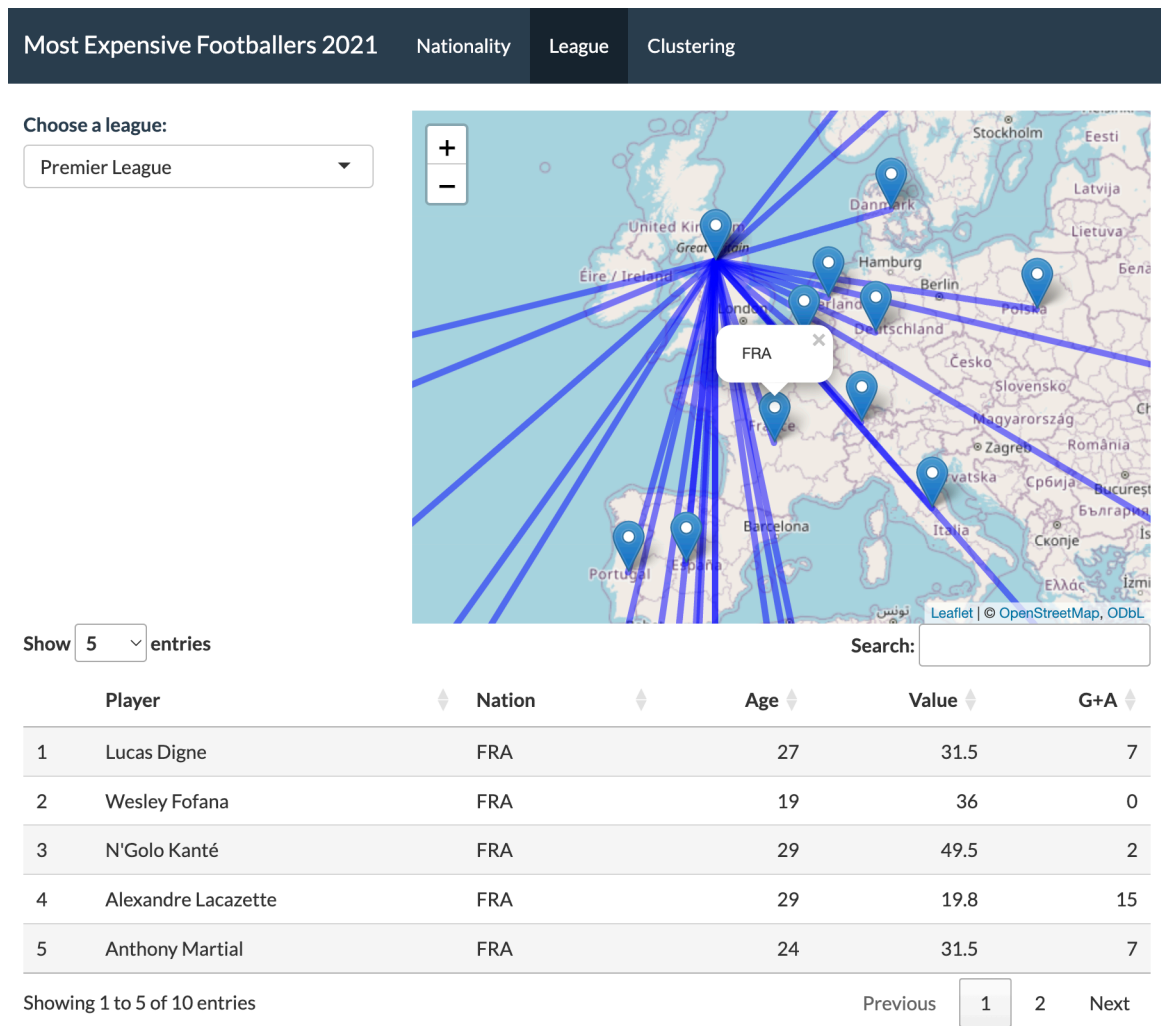 Most Expensive Footballers 2021 Nationality League Clustering
Choose a league:
Premier League
+
−
Stockholm
Eesti
Latvija
Danmark
Lietuva
United
Great
Éire / Ireland
Hamburg
Berlin
Polska
London
Deutschland
FRA ×
Česko
Slovensko
Magyarország
France
Zagreb
România
Србија
București
България
Barcelona
Italia
Скопје
Portugal
España
Ελλάς
İzmi
تونس
Leaflet | © OpenStreetMap, ODbL
Show 5 entries
Search:
Player Nation Age Value G+A
1 Lucas Digne FRA 27 31.5 7
2 Wesley Fofana FRA 19 36 0
3 N'Golo Kanté FRA 29 49.5 2
4 Alexandre Lacazette FRA 29 19.8 15
5 Anthony Martial FRA 24 31.5 7
Showing 1 to 5 of 10 entries
Previous 1 2 Next